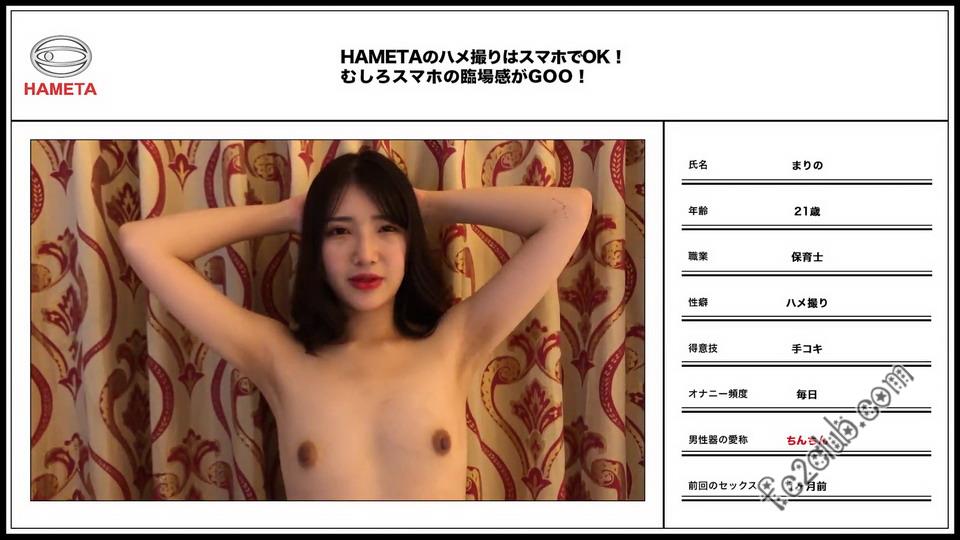 HAMETA
HAMETAのハメ撮りはスマホでOK！
むしろスマホの臨場感がGOO！
氏名 まりの
年齢 21歳
職業 保育士
性癖 ハメ撮り
得意技 手コキ
オナニー頻度 毎日
男性器の愛称
前回のセックス 月前
fc2club.com